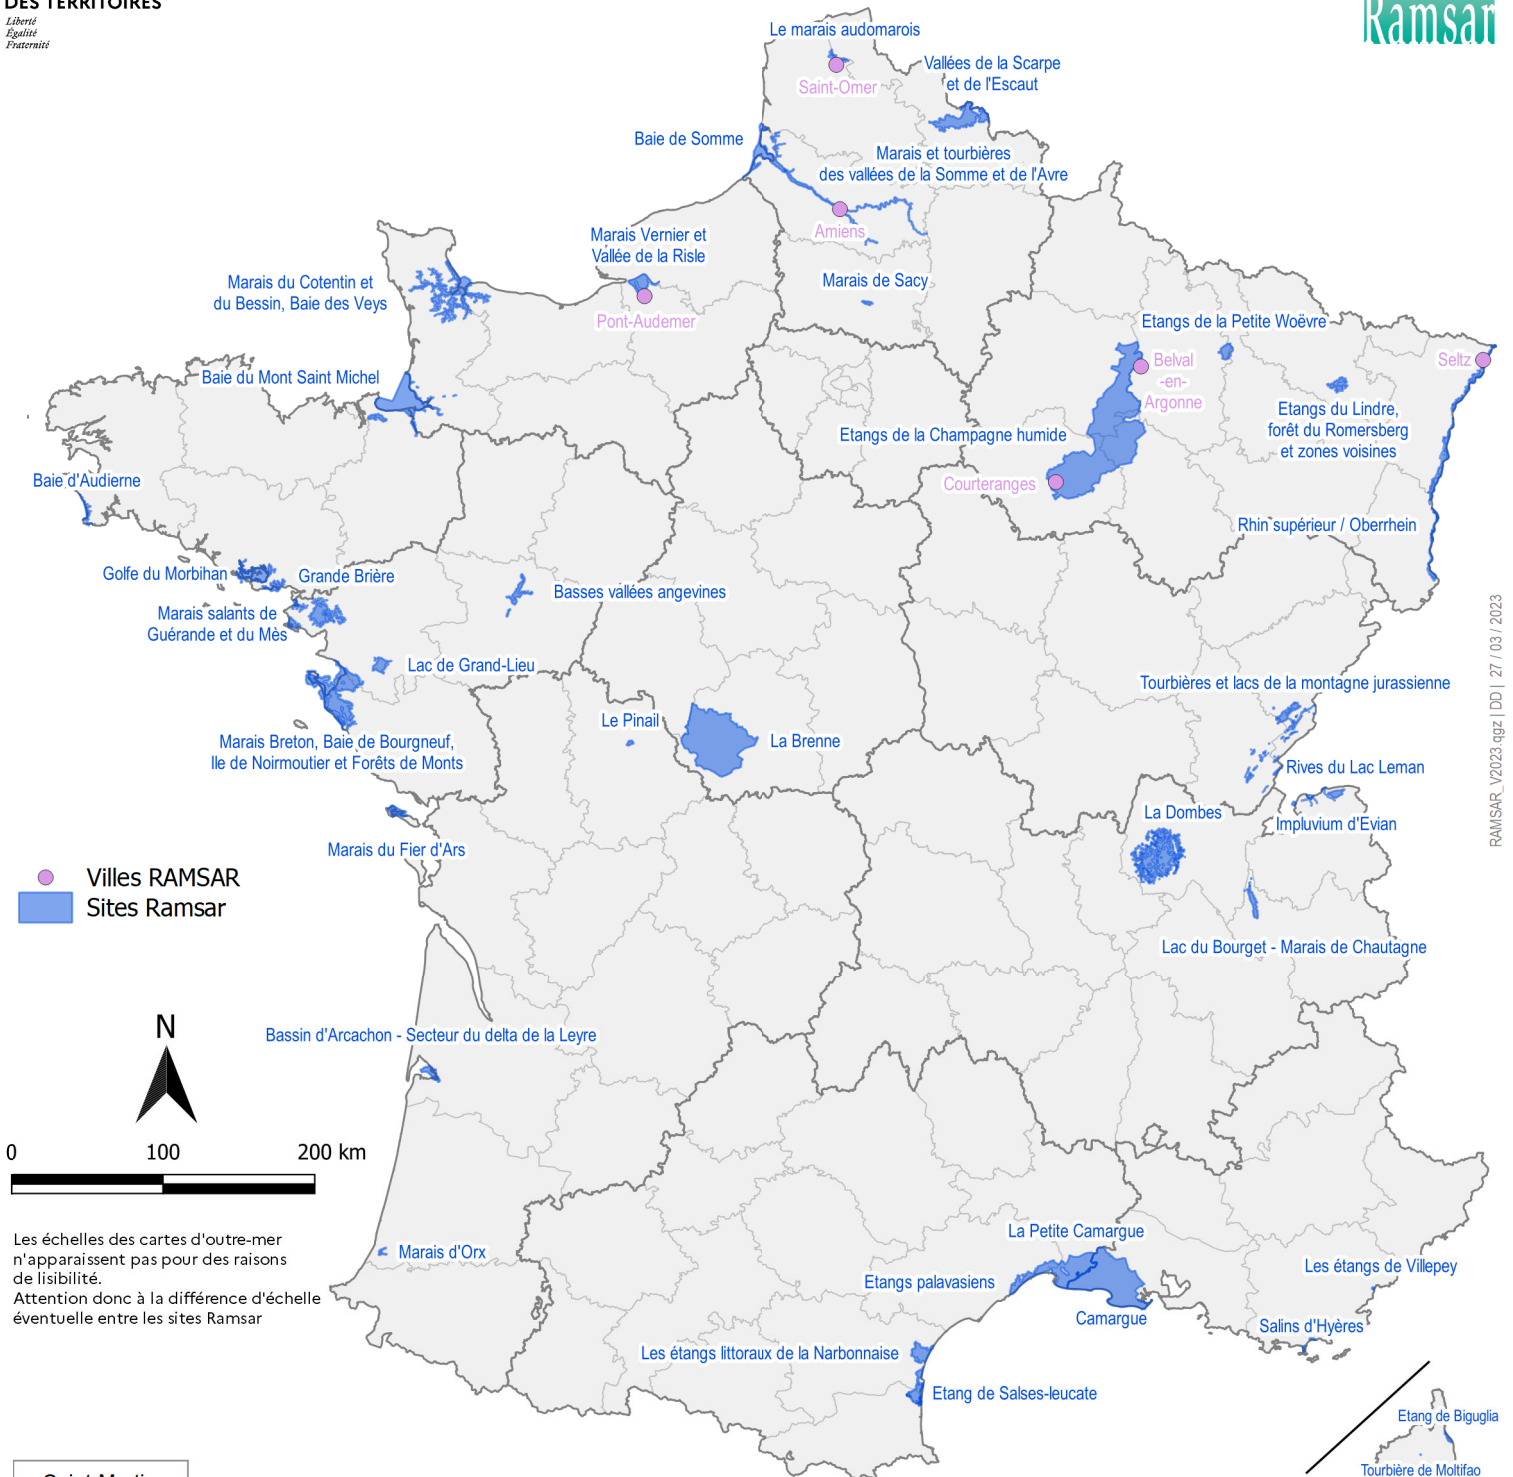 DES TERRITOIRES
Liberté
Égalité
Fraternité
Ramsar
Le marais audomarois
Saint-Omer
Vallées de la Scarpe
et de l'Escaut
Baie de Somme
Marais et tourbières
des vallées de la Somme et de l'Avre
Amiens
Marais Vernier et
Vallée de la Risle
Marais de Sacy
Marais du Cotentin et
du Bessin, Baie des Veys
Pont-Audemer
Etangs de la Petite Woëvre
Belval
-en-
Argonne
Seltz
Baie du Mont Saint Michel
Etangs du Lindre,
forêt du Romersberg
et zones voisines
Etangs de la Champagne humide
Courteranges
Baie d'Audierne
Rhin supérieur / Oberrhein
Golfe du Morbihan
Grande Brière
Basses vallées angevines
Marais salants de
Guérande et du Mès
Lac de Grand-Lieu
Tourbières et lacs de la montagne jurassienne
Le Pinail
La Brenne
Marais Breton, Baie de Bourgneuf,
Ile de Noirmoutier et Forêts de Monts
Rives du Lac Leman
La Dombes
Impluvium d'Evian
Marais du Fier d'Ars
RAMSAR_V2023.qgz | DD | 27 / 03 / 2023
Villes RAMSAR
Sites Ramsar
Lac du Bourget - Marais de Chautagne
N
Bassin d'Arcachon - Secteur du delta de la Leyre
0 100 200 km
Les échelles des cartes d'outre-mer
n'apparaissent pas pour des raisons
de lisibilité.
Attention donc à la différence d'échelle
éventuelle entre les sites Ramsar
Marais d'Orx
La Petite Camargue
Etangs palavasiens
Camargue
Les étangs de Villepey
Salins d'Hyères
Les étangs littoraux de la Narbonnaise
Etang de Salses-leucate
Etang de Biguglia
Tourbière de Moltifao